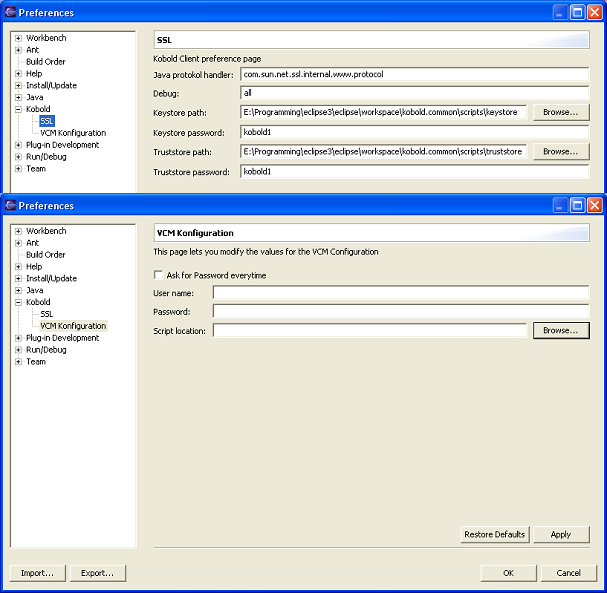 Preferences
Workbench
Ant
Build Order
Help
Install/Update
Java
Kobold
SSL
VCM Konfiguration
Plug-in Development
Run/Debug
Team
SSL
Kobold Client preference page
Java protokol handler: com.sun.net.ssl.internal.www.protocol
Debug: all
Keystore path: E:\Programming\eclipse3\eclipse\workspace\kobold.common\scripts\keystore Browse...
Keystore password: kobold1
Truststore path: E:\Programming\eclipse3\eclipse\workspace\kobold.common\scripts\truststore Browse...
Truststore password: kobold1
Preferences
Workbench
Ant
Build Order
Help
Install/Update
Java
Kobold
SSL
VCM Konfiguration
Plug-in Development
Run/Debug
Team
VCM Konfiguration
This page lets you modify the values for the VCM Configuration
Ask for Password everytime
User name:
Password:
Script location: Browse...
Restore Defaults Apply
Import... Export... OK Cancel